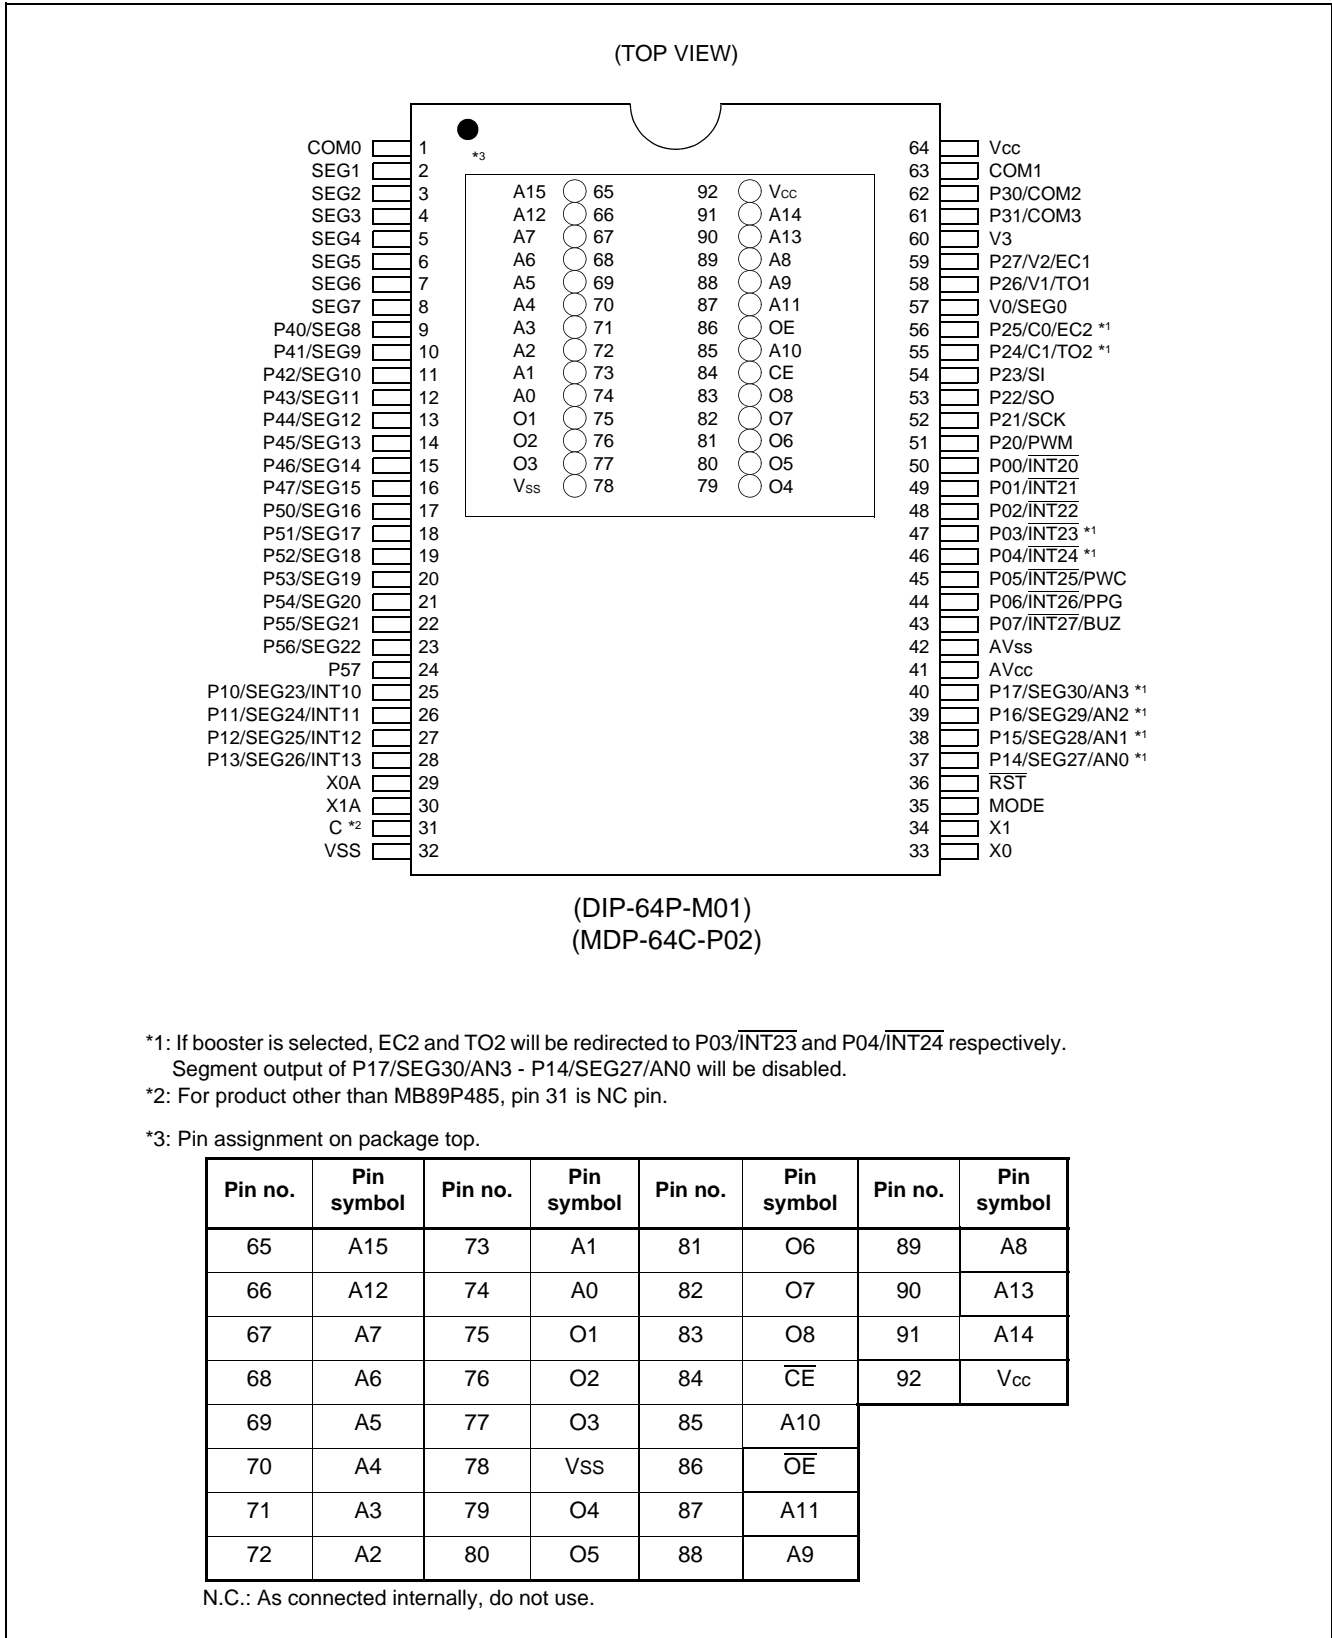 (TOP VIEW)
COM0 1 64 Vcc
SEG1 2 *3 63 COM1
SEG2 3 A15 65 92 Vcc 62 P30/COM2
SEG3 4 A12 66 91 A14 61 P31/COM3
SEG4 5 A7 67 90 A13 60 V3
SEG5 6 A6 68 89 A8 59 P27/V2/EC1
SEG6 7 A5 69 88 A9 58 P26/V1/TO1
SEG7 8 A4 70 87 A11 57 V0/SEG0
P40/SEG8 9 A3 71 86 OE 56 P25/C0/EC2 *1
P41/SEG9 10 A2 72 85 A10 55 P24/C1/TO2 *1
P42/SEG10 11 A1 73 84 CE 54 P23/SI
P43/SEG11 12 A0 74 83 O8 53 P22/SO
P44/SEG12 13 O1 75 82 O7 52 P21/SCK
P45/SEG13 14 O2 76 81 O6 51 P20/PWM
P46/SEG14 15 O3 77 80 O5 50 P00/INT20
P47/SEG15 16 Vss 78 79 O4 49 P01/INT21
P50/SEG16 17 48 P02/INT22
P51/SEG17 18 47 P03/INT23 *1
P52/SEG18 19 46 P04/INT24 *1
P53/SEG19 20 45 P05/INT25/PWC
P54/SEG20 21 44 P06/INT26/PPG
P55/SEG21 22 43 P07/INT27/BUZ
P56/SEG22 23 42 AVss
P57 24 41 AVcc
P10/SEG23/INT10 25 40 P17/SEG30/AN3 *1
P11/SEG24/INT11 26 39 P16/SEG29/AN2 *1
P12/SEG25/INT12 27 38 P15/SEG28/AN1 *1
P13/SEG26/INT13 28 37 P14/SEG27/AN0 *1
X0A 29 36 RST
X1A 30 35 MODE
C *2 31 34 X1
VSS 32 33 X0
(DIP-64P-M01)
(MDP-64C-P02)
*1: If booster is selected, EC2 and TO2 will be redirected to P03/INT23 and P04/INT24 respectively.
Segment output of P17/SEG30/AN3 - P14/SEG27/AN0 will be disabled.
*2: For product other than MB89P485, pin 31 is NC pin.
*3: Pin assignment on package top.
Pin no. Pin symbol Pin no. Pin symbol Pin no. Pin symbol Pin no. Pin symbol
65 A15 73 A1 81 O6 89 A8
66 A12 74 A0 82 O7 90 A13
67 A7 75 O1 83 O8 91 A14
68 A6 76 O2 84 CE 92 Vcc
69 A5 77 O3 85 A10
70 A4 78 Vss 86 OE
71 A3 79 O4 87 A11
72 A2 80 O5 88 A9
N.C.: As connected internally, do not use.